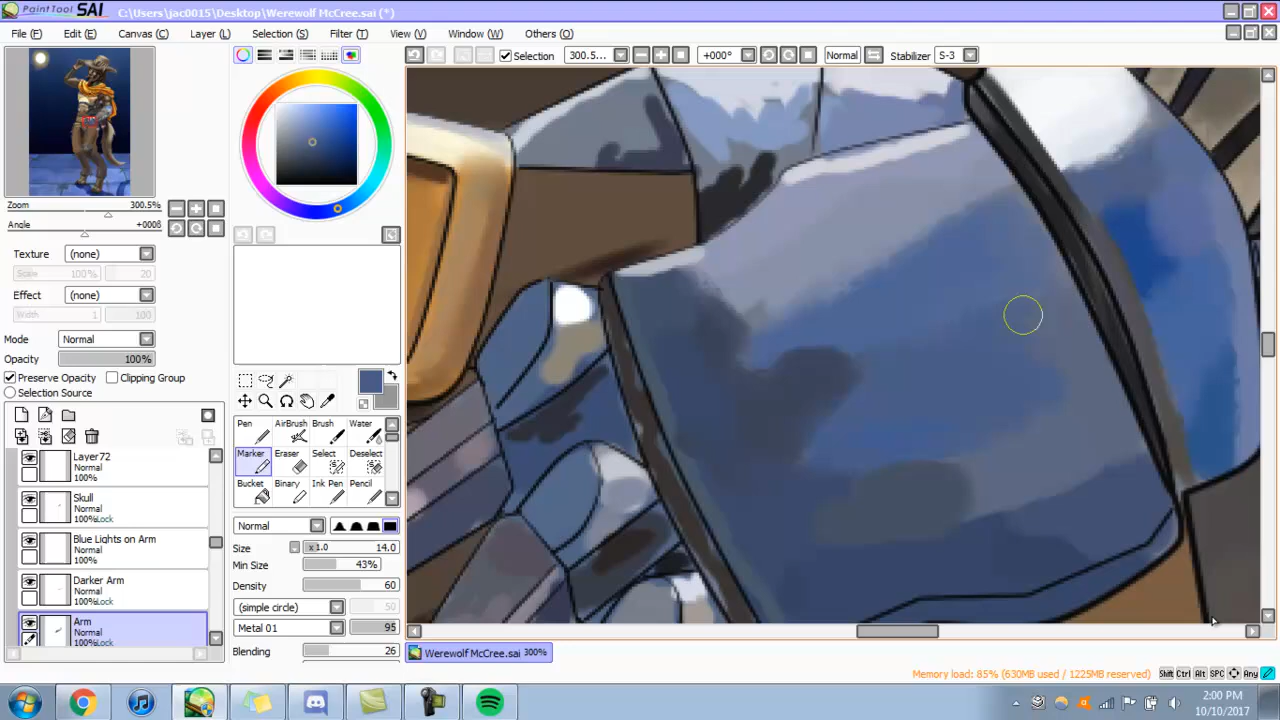 PaintTool SAI C:\Users\jac0015\Desktop\Werewolf McCree.sai (*)
File (F) Edit (E) Canvas (C) Layer (L) Selection (S) Filter (T) View (V) Window (W) Others (O)
Selection 300.5... +000° Normal Stabilizer S-3
Zoom 300.5%
Angle +000°
Texture (none)
Scale 100% 20
Effect (none)
Width 1 100
Mode Normal
Opacity 100%
Preserve Opacity Clipping Group
Selection Source
Layer72
Normal
100%
Skull
Normal
100%Lock
Blue Lights on Arm
Normal
100%
Darker Arm
Normal
100%Lock
Arm
Normal
100%Lock
Pen AirBrush Brush Water
Marker Eraser Select Deselect
Bucket Binary Ink Pen Pencil
Normal
Size x1.0 14.0
Min Size 43%
Density 60
(simple circle) 50
Metal 01 95
Blending 26
Werewolf McCree.sai 300%
Memory load: 85% (630MB used / 1225MB reserved) Shift Ctrl Alt SPC Any
2:00 PM
10/10/2017